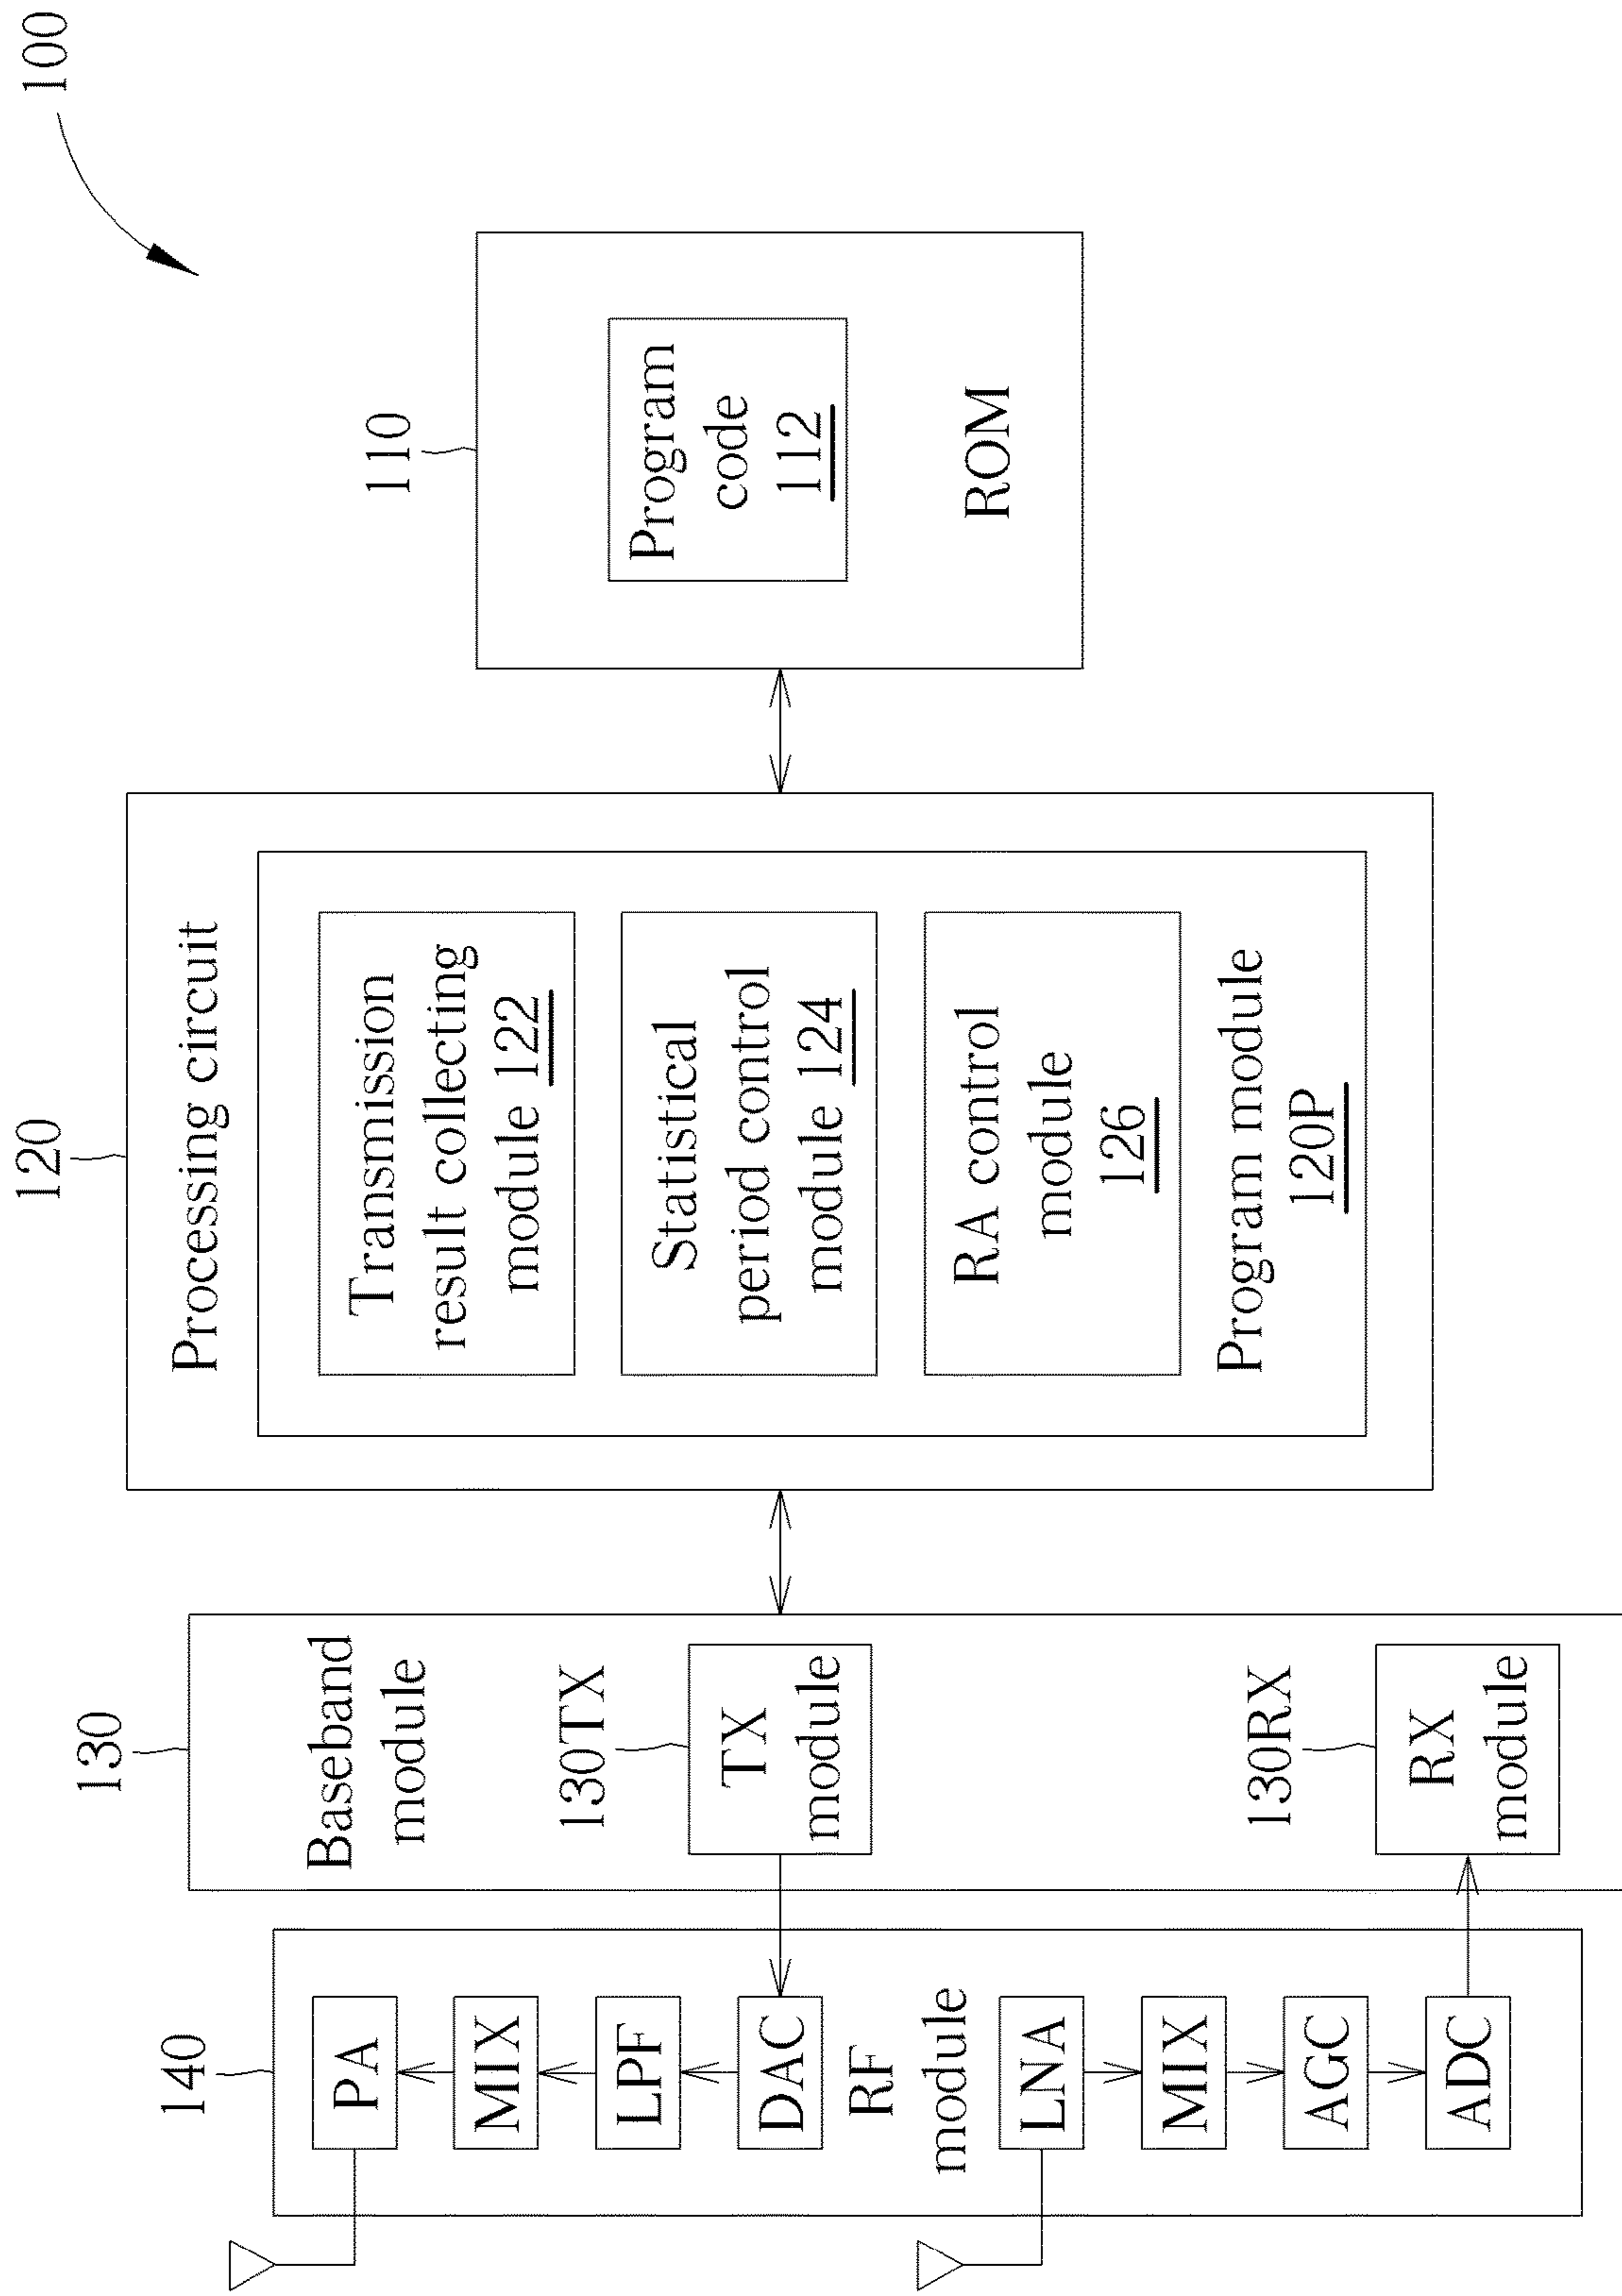 100
140
PA
MIX
LPF
DAC
RF
module
LNA
MIX
AGC
ADC
130
Baseband
module
130TX
TX
module
130RX
RX
module
120
Processing circuit
Transmission
result collecting
module 122
Statistical
period control
module 124
RA control
module
126
Program module
120P
110
Program
code
112
ROM